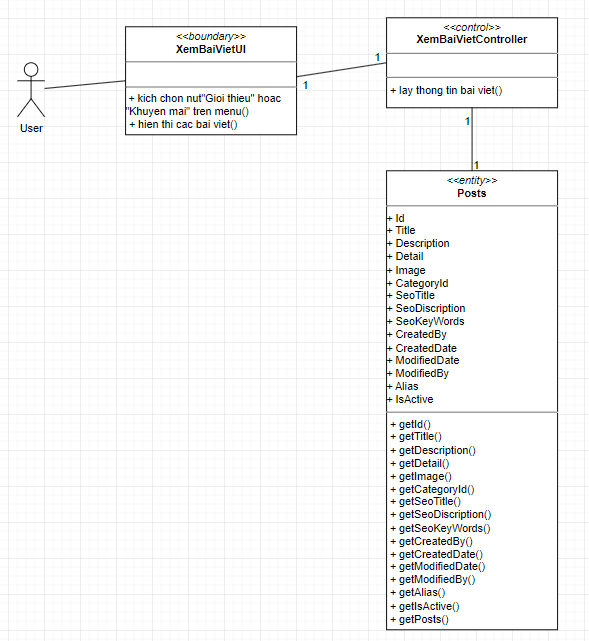 <<boundary>>
XemBaiVietUI
+ kich chon nut"Gioi thieu" hoac
"Khuyen mai" tren menu()
+ hien thi cac bai viet()
User
1
1
<<control>>
XemBaiVietController
+ lay thong tin bai viet()
1
1
<<entity>>
Posts
+ Id
+ Title
+ Description
+ Detail
+ Image
+ CategoryId
+ SeoTitle
+ SeoDiscription
+ SeoKeyWords
+ CreatedBy
+ CreatedDate
+ ModifiedDate
+ ModifiedBy
+ Alias
+ IsActive
+ getId()
+ getTitle()
+ getDescription()
+ getDetail()
+ getImage()
+ getCategoryId()
+ getSeoTitle()
+ getSeoDiscription()
+ getSeoKeyWords()
+ getCreatedBy()
+ getCreatedDate()
+ getModifiedDate()
+ getModifiedBy()
+ getAlias()
+ getIsActive()
+ getPosts()